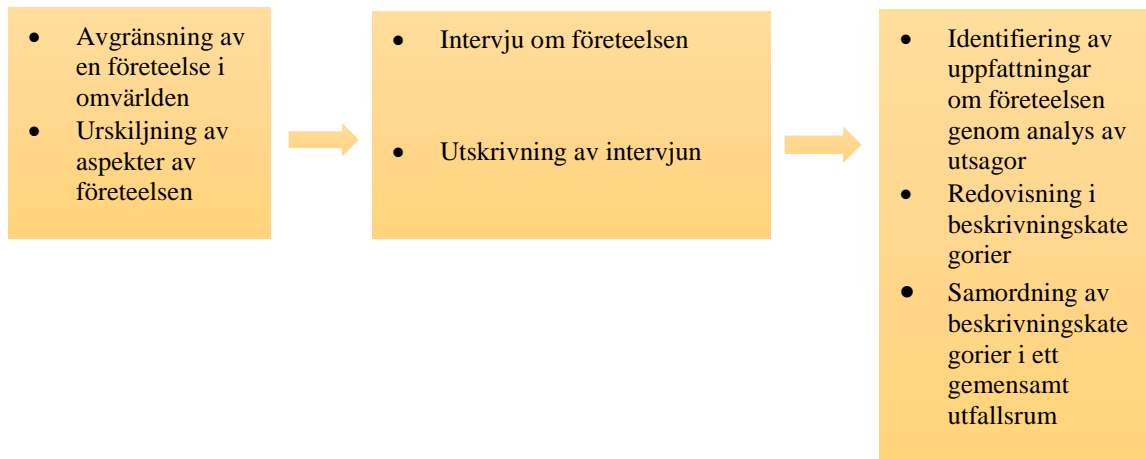 • Avgränsning av
en företeelse i
omvärlden
• Urskiljning av
aspekter av
företeelsen
• Intervju om företeelsen
• Utskrivning av intervjun
• Identifiering av
uppfattningar
om företeelsen
genom analys av
utsagor
• Redovisning i
beskrivningskate
gorier
• Samordning av
beskrivningskate
gorier i ett
gemensamt
utfallsrum